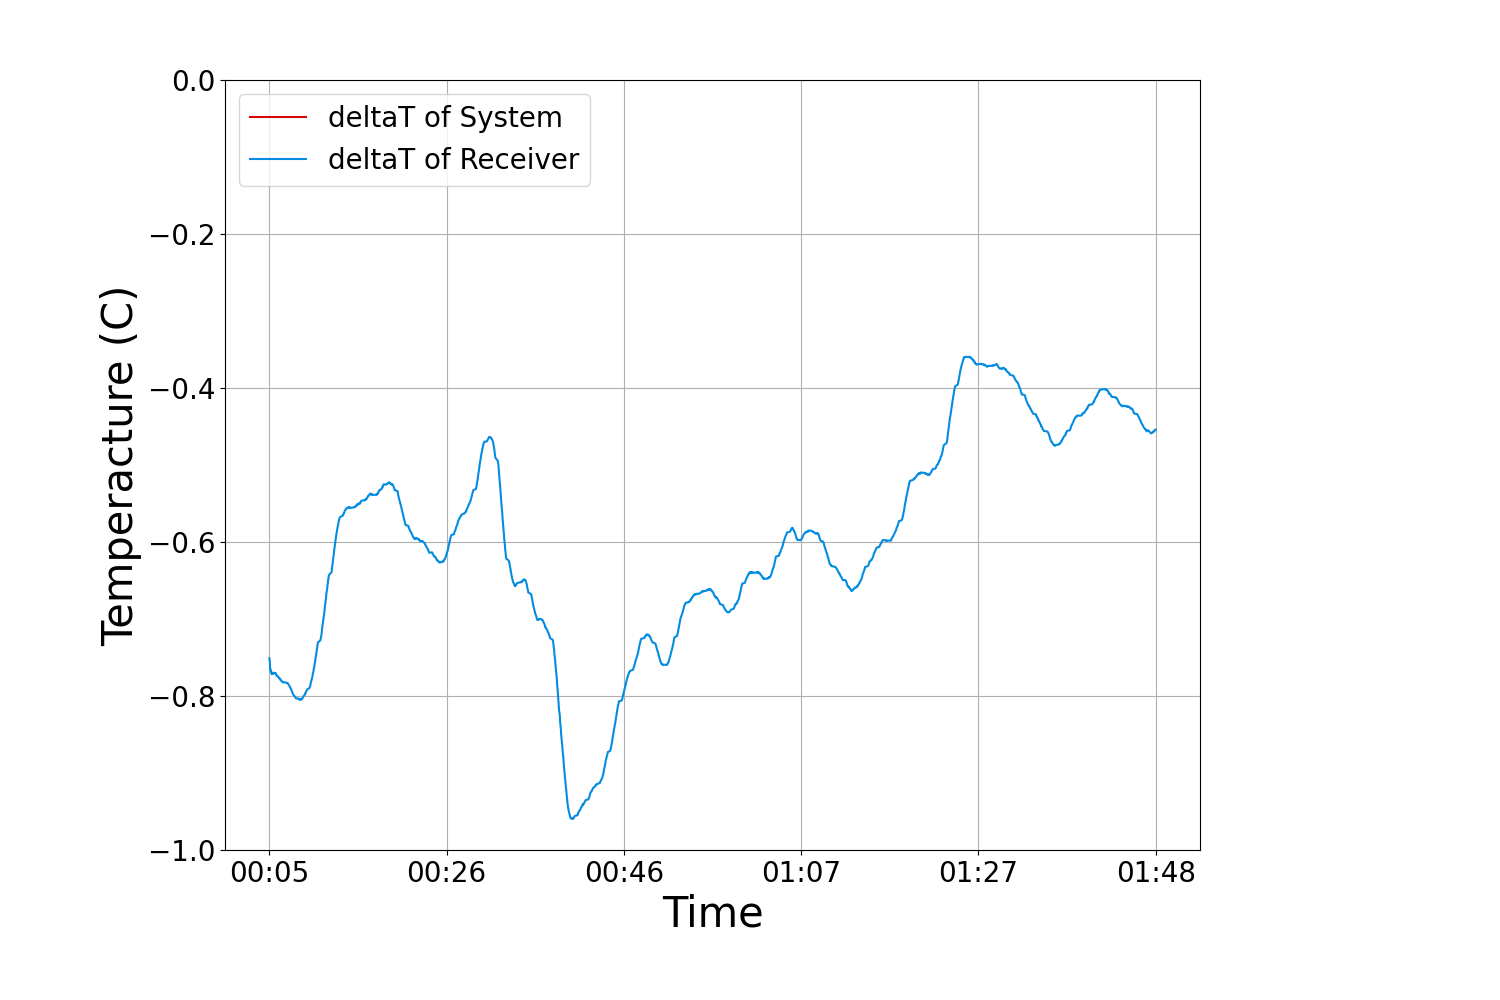 0.0
−0.2
−0.4
−0.6
−0.8
−1.0
Temperacture (C)
deltaT of System
deltaT of Receiver
00:05 00:26 00:46 01:07 01:27 01:48
Time